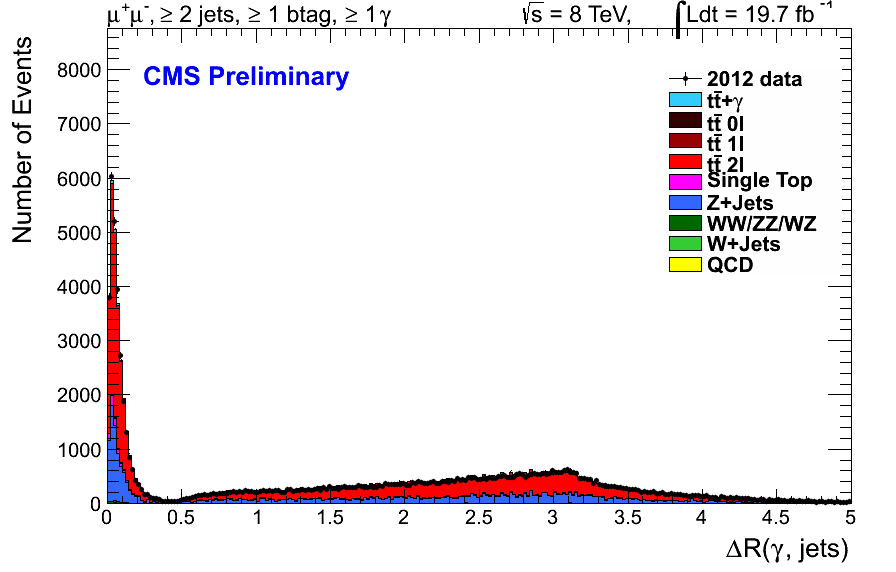 μ⁺μ⁻, ≥ 2 jets, ≥ 1 btag, ≥ 1 γ √s = 8 TeV, ∫Ldt = 19.7 fb⁻¹
Number of Events
CMS Preliminary
2012 data
tt̄+γ
tt̄ 0l
tt̄ 1l
tt̄ 2l
Single Top
Z+Jets
WW/ZZ/WZ
W+Jets
QCD
8000
7000
6000
5000
4000
3000
2000
1000
0
0 0.5 1 1.5 2 2.5 3 3.5 4 4.5 5
ΔR(γ, jets)